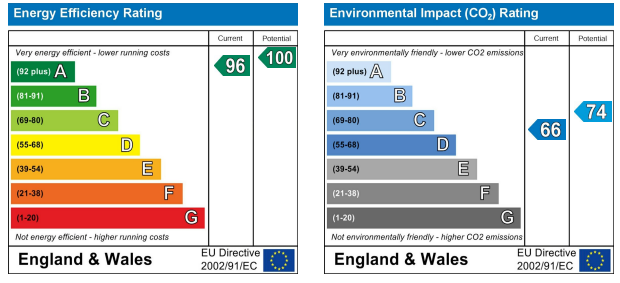 Energy Efficiency Rating
Current Potential
Very energy efficient - lower running costs
(92 plus) A
(81-91) B
(69-80) C
(55-68) D
(39-54) E
(21-38) F
(1-20) G
96
100
Not energy efficient - higher running costs
England & Wales
EU Directive
2002/91/EC
Environmental Impact (CO₂) Rating
Current Potential
Very environmentally friendly - lower CO2 emissions
(92 plus) A
(81-91) B
(69-80) C
(55-68) D
(39-54) E
(21-38) F
(1-20) G
66
74
Not environmentally friendly - higher CO2 emissions
England & Wales
EU Directive
2002/91/EC